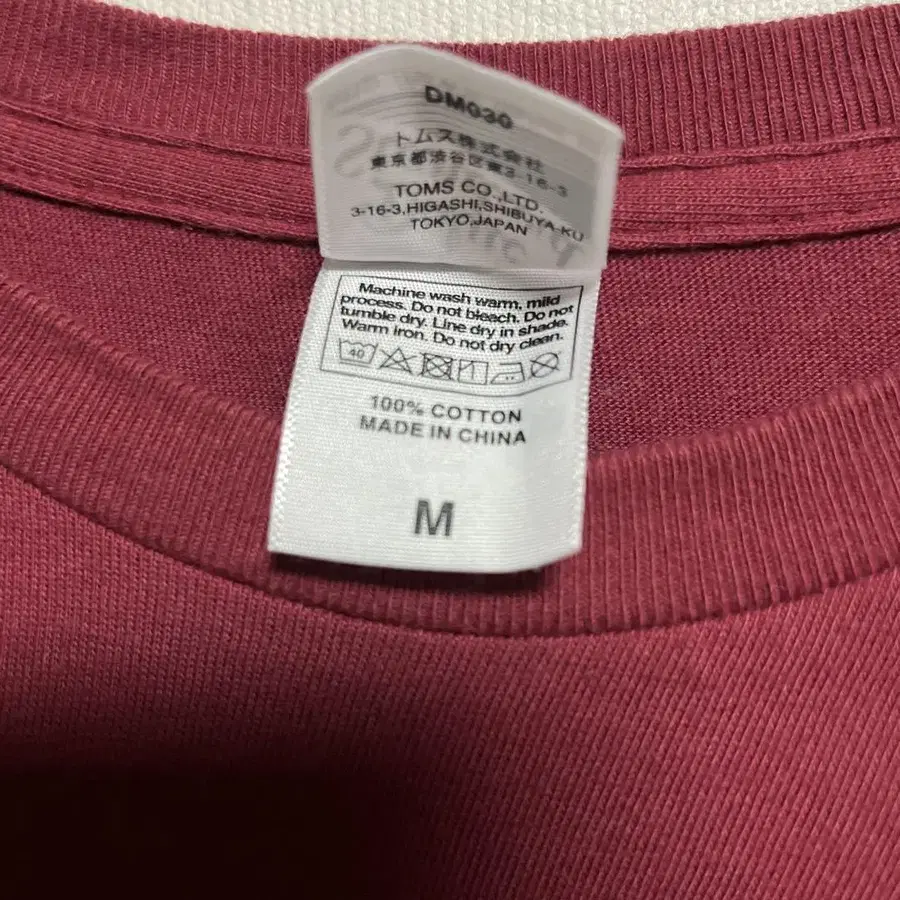 DM030
トムス株式会社
東京都渋谷区東3-16-3
TOMS CO.,LTD.
3-16-3,HIGASHI,SHIBUYA-KU
TOKYO,JAPAN
Machine wash warm, mild
process. Do not bleach. Do not
tumble dry. Line dry in shade.
Warm iron. Do not dry clean.
40
100% COTTON
MADE IN CHINA
M